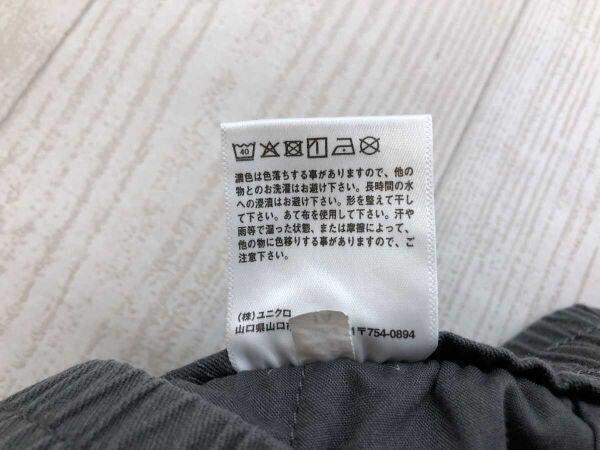 40
濃色は色落ちする事がありますので、他の
物とのお洗濯はお避け下さい。長時間の水
への浸漬はお避け下さい。形を整えて干し
て下さい。あて布を使用して下さい。汗や
雨等で湿った状態、または摩擦によって、
他の物に色移りする事がありますので、ご
注意下さい。
(株)ユニクロ
山口県山口市 1〒754-0894